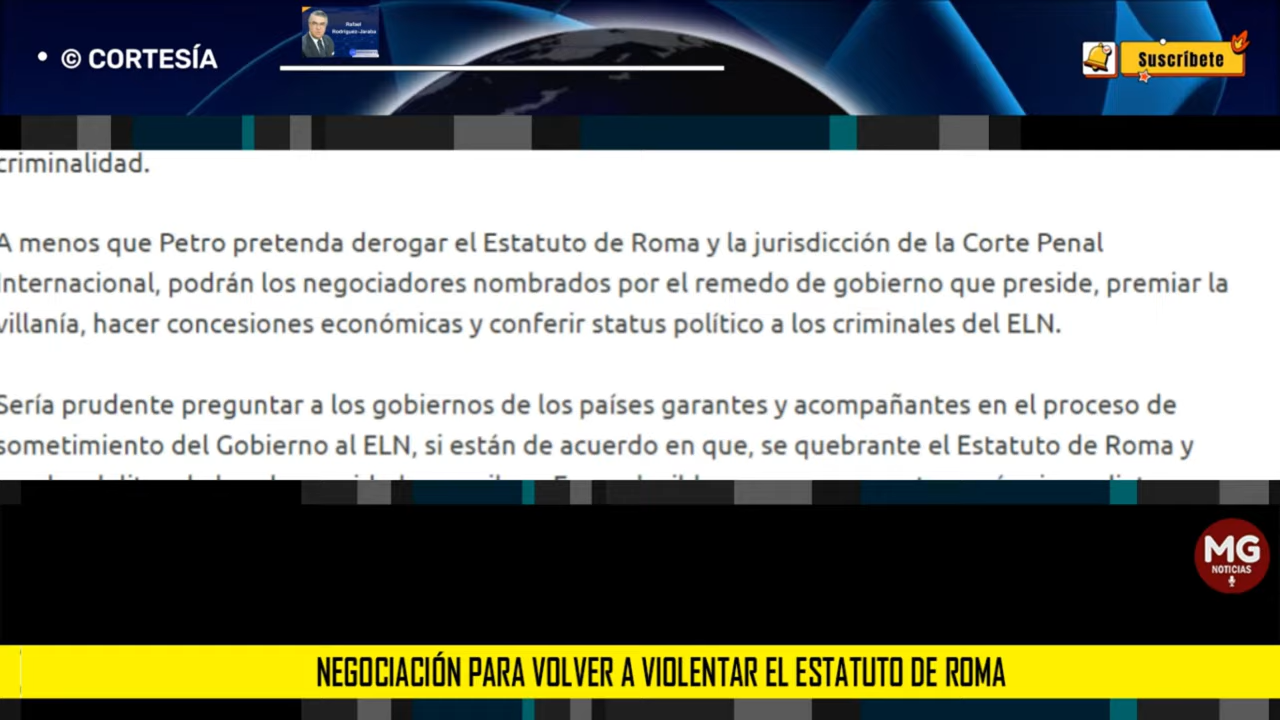 Rafael
Rodríguez-Jaraba
• © CORTESÍA
Suscríbete
criminalidad.
A menos que Petro pretenda derogar el Estatuto de Roma y la jurisdicción de la Corte Penal
Internacional, podrán los negociadores nombrados por el remedo de gobierno que preside, premiar la
villanía, hacer concesiones económicas y conferir status político a los criminales del ELN.
Sería prudente preguntar a los gobiernos de los países garantes y acompañantes en el proceso de
sometimiento del Gobierno al ELN, si están de acuerdo en que, se quebrante el Estatuto de Roma y
MG
NOTICIAS
NEGOCIACIÓN PARA VOLVER A VIOLENTAR EL ESTATUTO DE ROMA